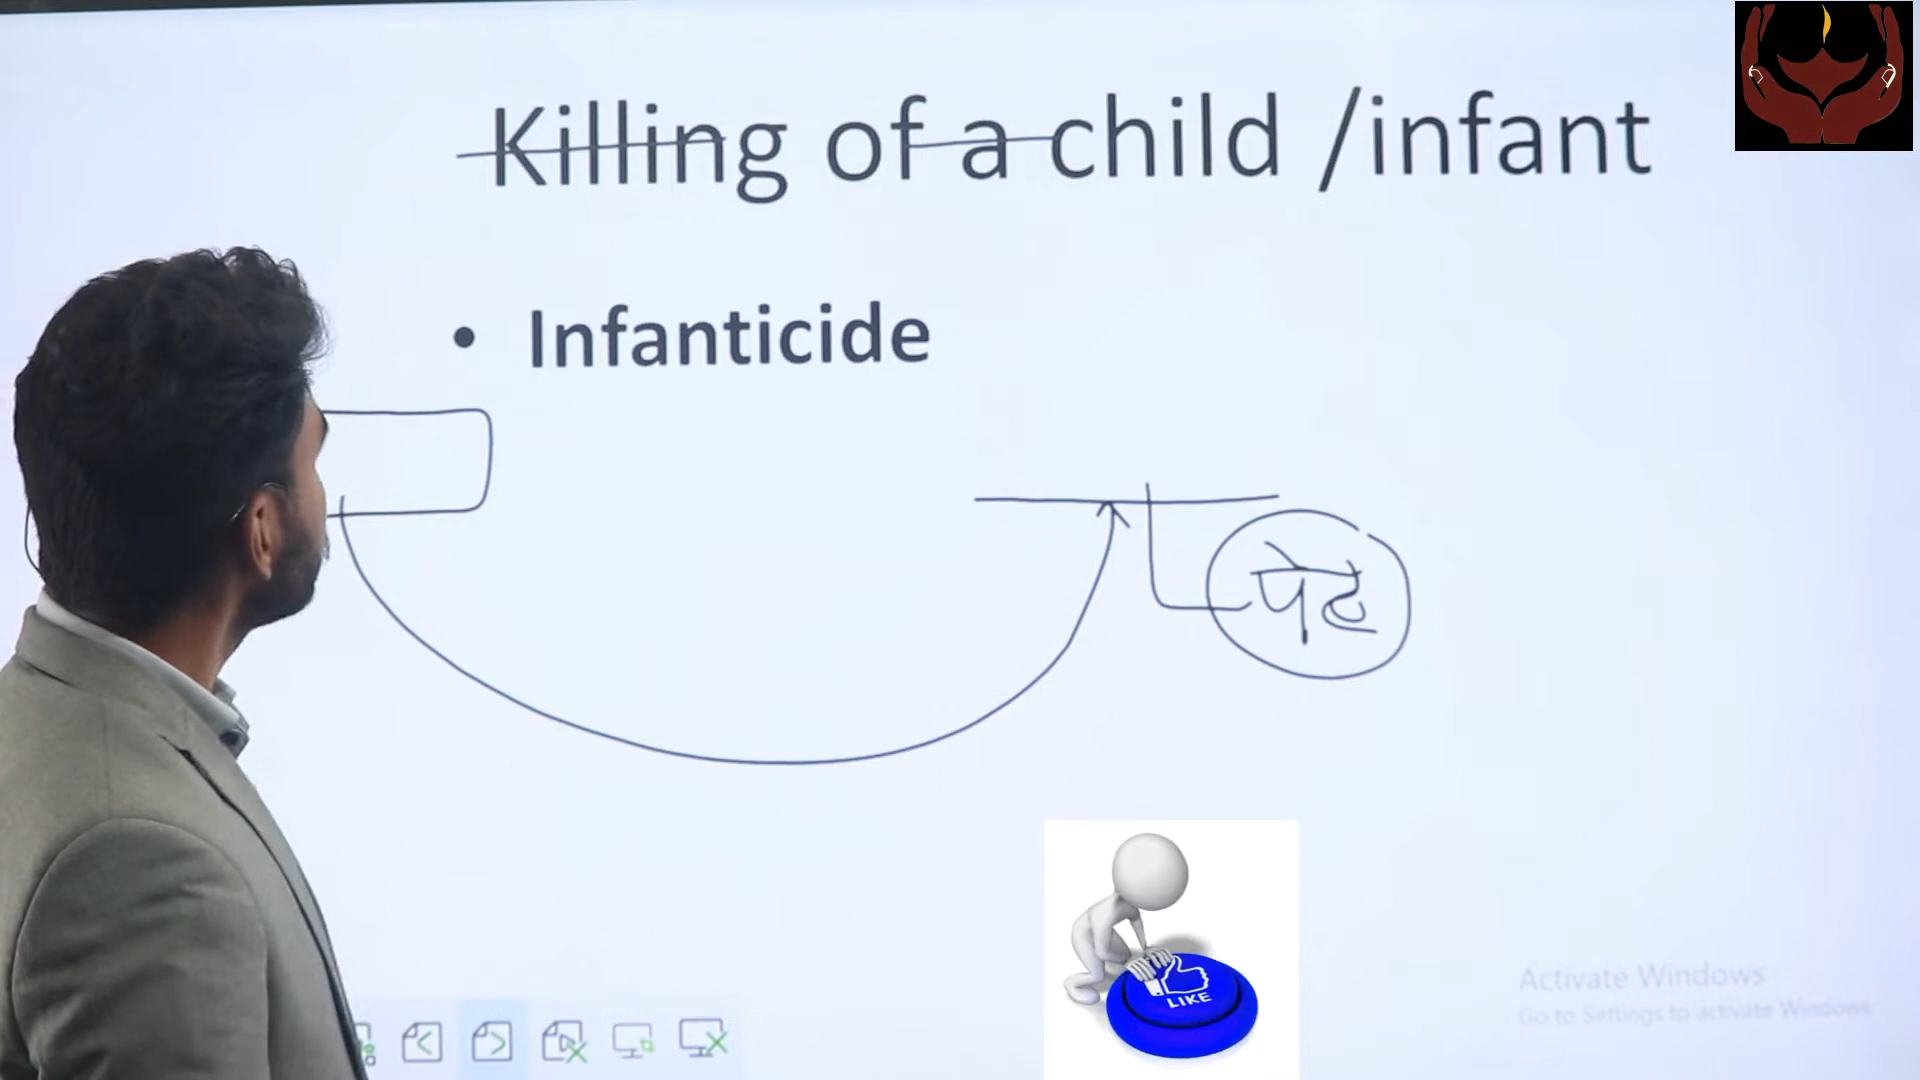 Killing of a child /infant
• Infanticide
पेट
LIKE
Activate Windows
Go to Settings to activate Windows.